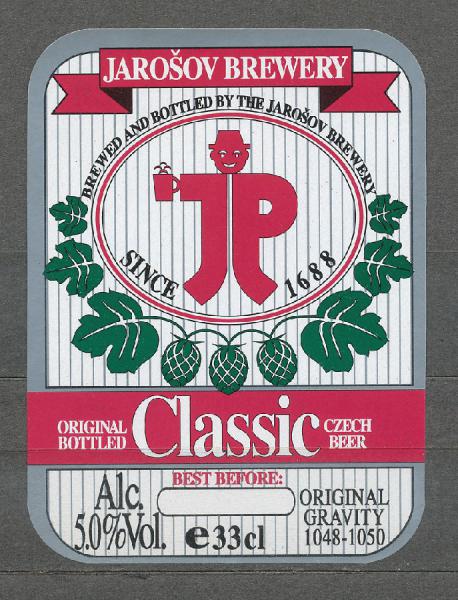 JAROŠOV BREWERY
BREWED AND BOTTLED BY THE JAROŠOV BREWERY
JP
SINCE 1688
ORIGINAL BOTTLED
Classic
CZECH BEER
BEST BEFORE:
Alc.
5.0%Vol.
e 33cl
ORIGINAL
GRAVITY
1048-1050